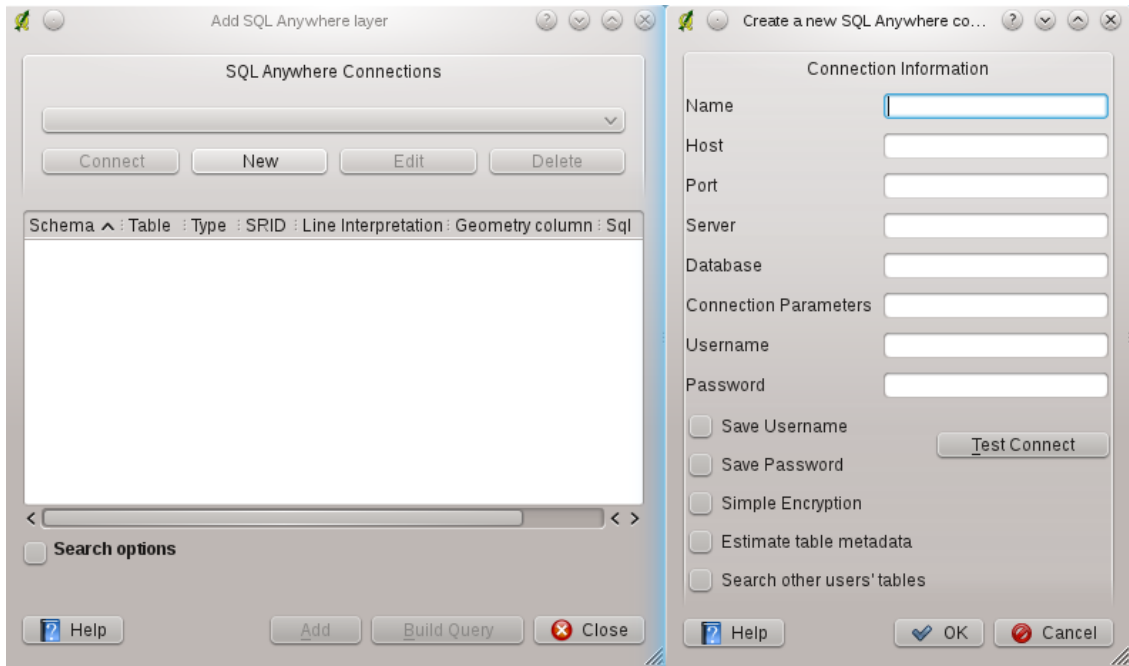 Add SQL Anywhere layer
SQL Anywhere Connections
Connect New Edit Delete
Schema Table Type SRID Line Interpretation Geometry column Sql
Search options
Help Add Build Query Close
Create a new SQL Anywhere co...
Connection Information
Name
Host
Port
Server
Database
Connection Parameters
Username
Password
Save Username
Test Connect
Save Password
Simple Encryption
Estimate table metadata
Search other users' tables
Help OK Cancel